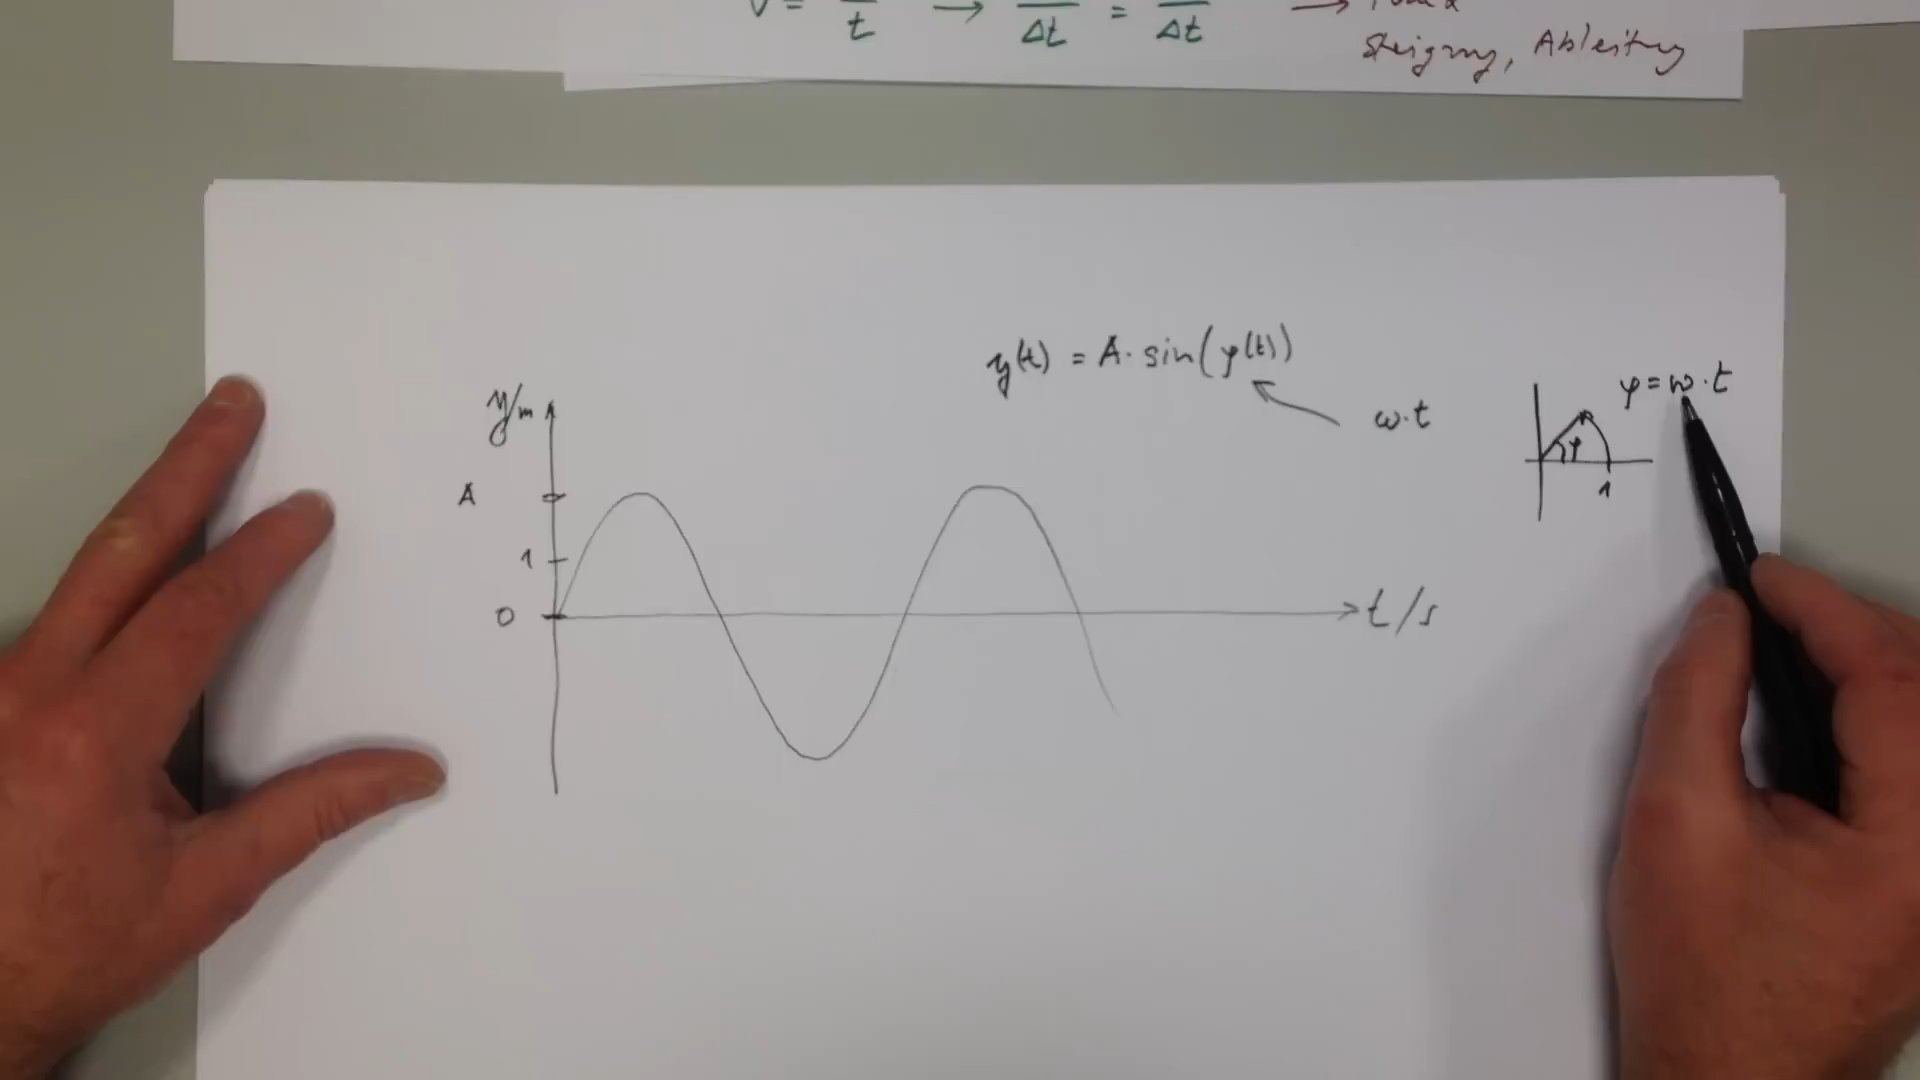 v = t → Δt = Δt →
Steigung, Ableitung
y(t) = A · sin(φ(t))
ω·t
φ = ω · t
φ
1
y/m
A
1
0
t/s